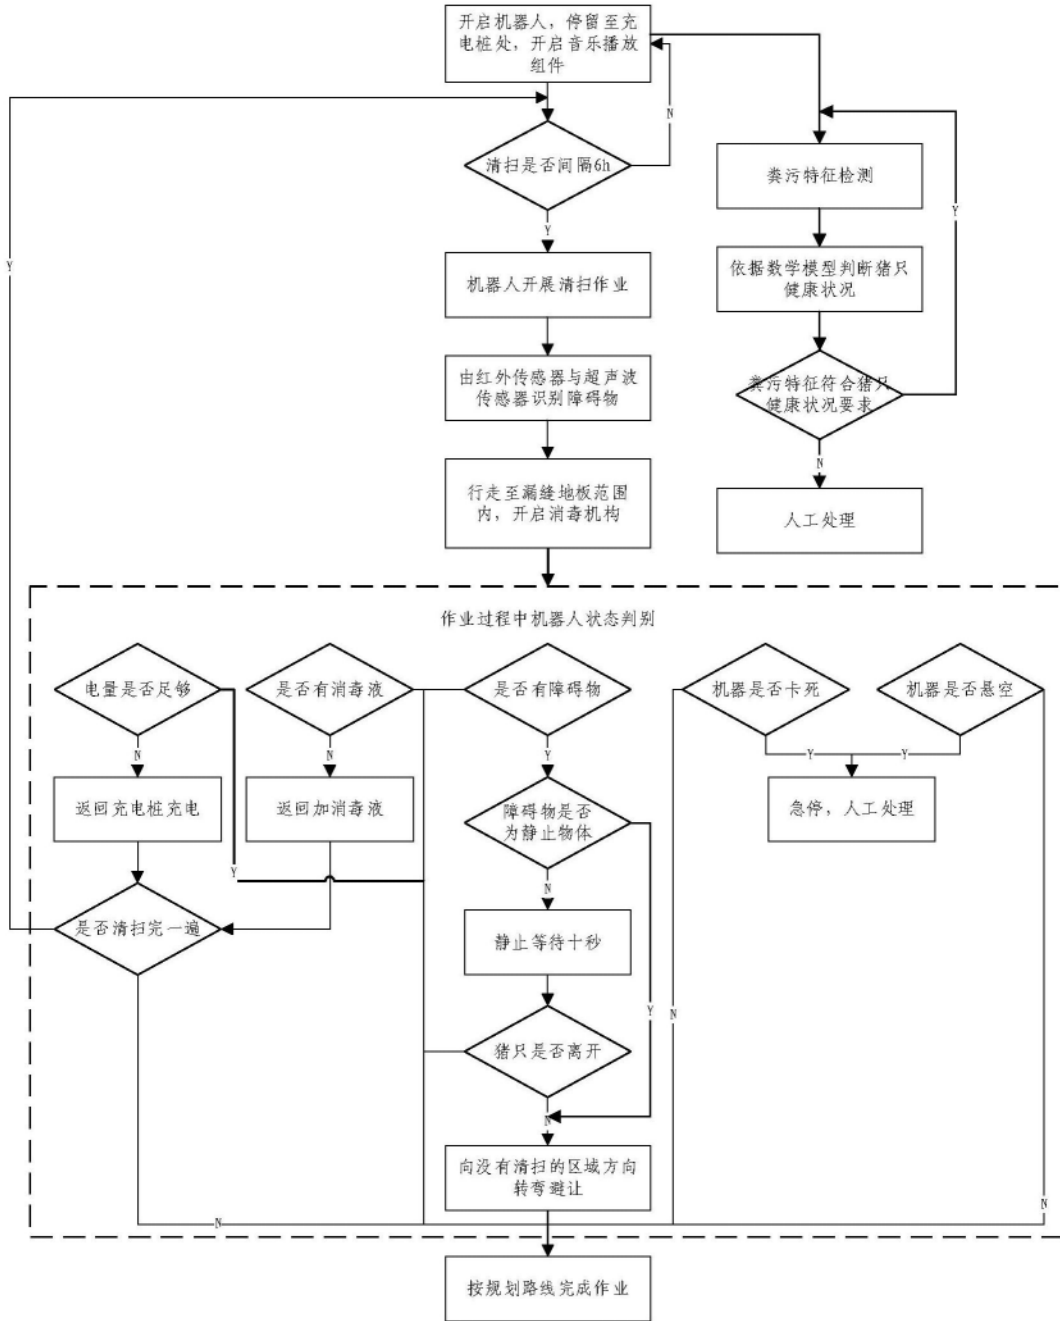 开启机器人，停留至充
电桩处，开启音乐播放
组件
N
清扫是否间隔6h
Y
机器人开展清扫作业
由红外传感器与超声波
传感器识别障碍物
行走至漏缝地板范围
内，开启消毒机构
粪污特征检测
依据数学模型判断猪只
健康状况
粪污特征符合猪只
健康状况要求
Y
N
人工处理
Y
作业过程中机器人状态判别
电量是否足够
是否有消毒液
是否有障碍物
机器是否卡死
机器是否悬空
N
N
Y
Y
Y
返回充电桩充电
返回加消毒液
障碍物是否
为静止物体
急停，人工处理
Y
N
是否清扫完一遍
静止等待十秒
Y
N
猪只是否离开
N
向没有清扫的区域方向
转弯避让
N
N
按规划路线完成作业